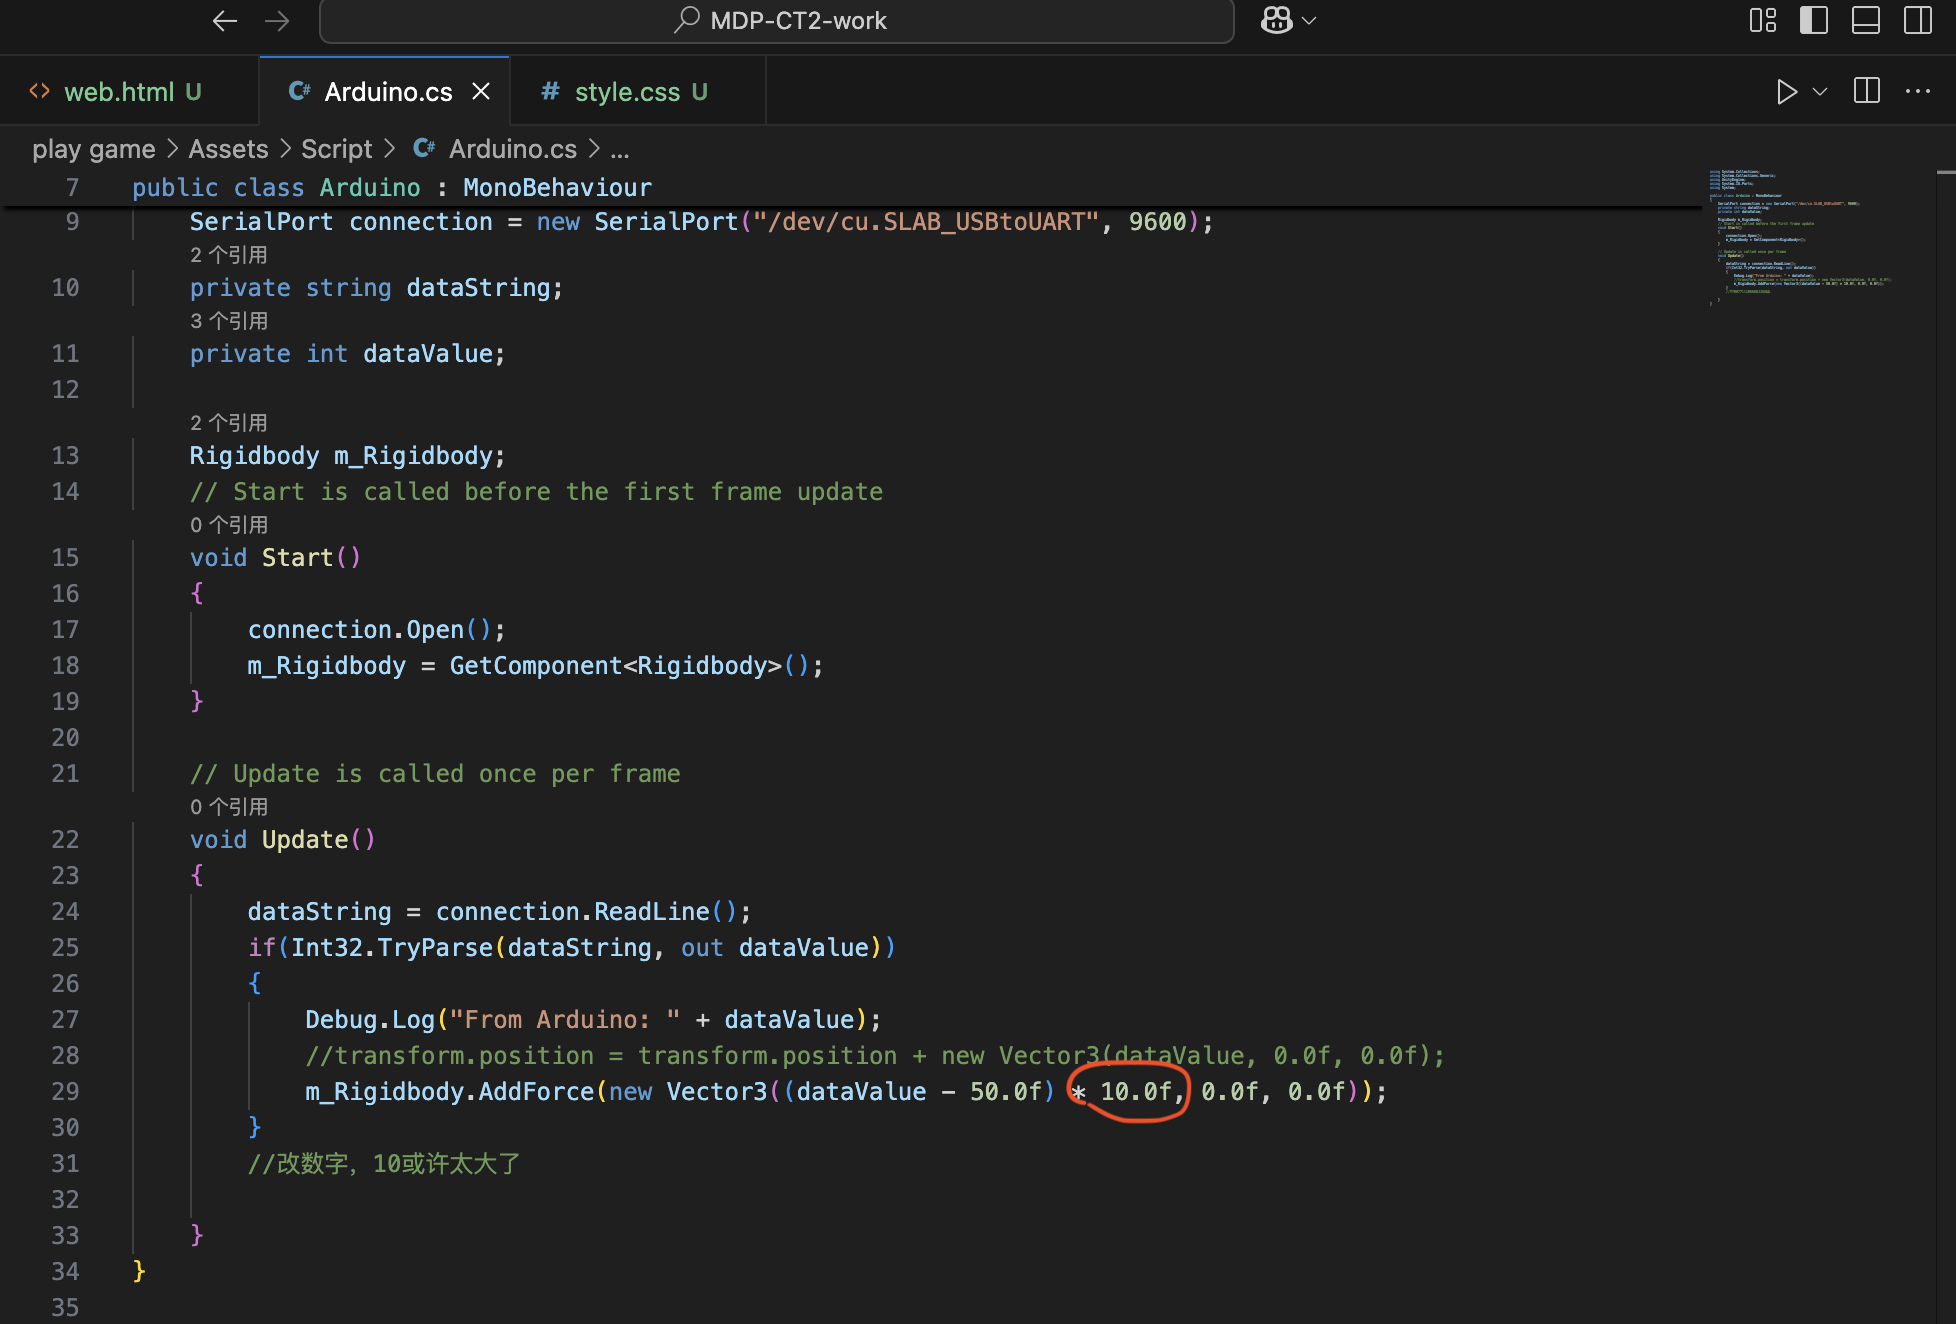 MDP-CT2-work
web.html U
Arduino.cs
style.css U
play game > Assets > Script > Arduino.cs > ...
7 public class Arduino : MonoBehaviour
9 SerialPort connection = new SerialPort("/dev/cu.SLAB_USBtoUART", 9600);
2 个引用
10 private string dataString;
3 个引用
11 private int dataValue;
12
2 个引用
13 Rigidbody m_Rigidbody;
14 // Start is called before the first frame update
0 个引用
15 void Start()
16 {
17 connection.Open();
18 m_Rigidbody = GetComponent<Rigidbody>();
19 }
20
21 // Update is called once per frame
0 个引用
22 void Update()
23 {
24 dataString = connection.ReadLine();
25 if(Int32.TryParse(dataString, out dataValue))
26 {
27 Debug.Log("From Arduino: " + dataValue);
28 //transform.position = transform.position + new Vector3(dataValue, 0.0f, 0.0f);
29 m_Rigidbody.AddForce(new Vector3((dataValue - 50.0f) * 10.0f, 0.0f, 0.0f));
30 }
31 //改数字，10或许太大了
32
33 }
34 }
35